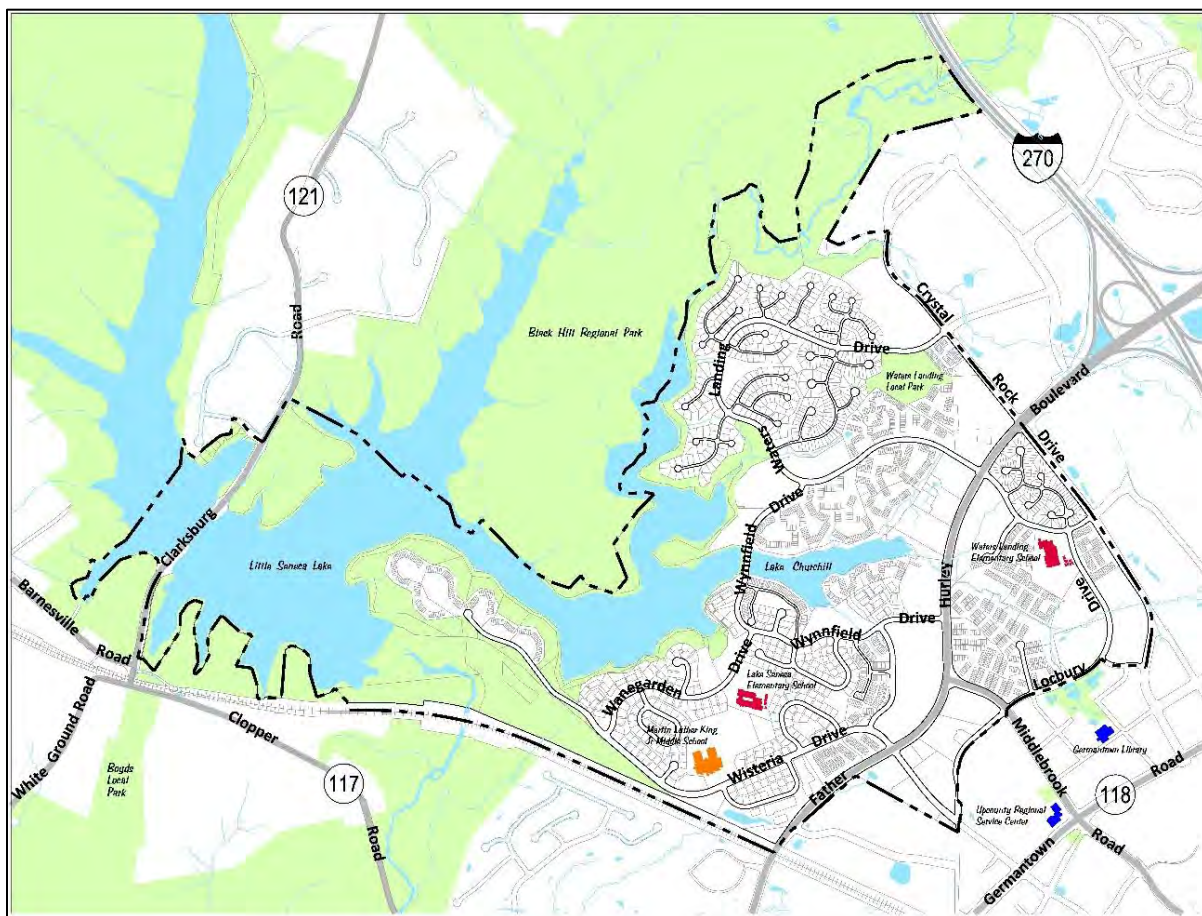 270
121
Road
Black Hill Regional Park
Crystal
Drive
Landing
Waters Landing
Local Park
Rock
Boulevard
Drive
Waters
Drive
Clarksburg
Wynnfield
Waters Landing
Elementary School
Little Seneca Lake
Lake Churchill
Hurley
Drive
Barnesville
Road
Wynnfield
Drive
Drive
Locbury
Wanegarden
Lake Seneca
Elementary School
White Ground Road
Clopper
Martin Luther King
Jr Middle School
Drive
Wisteria
Middlebrook
Germantown Library
Boyds
Local
Park
117
Father
Road
118
Upcounty Regional
Service Center
Road
Germantown
Road